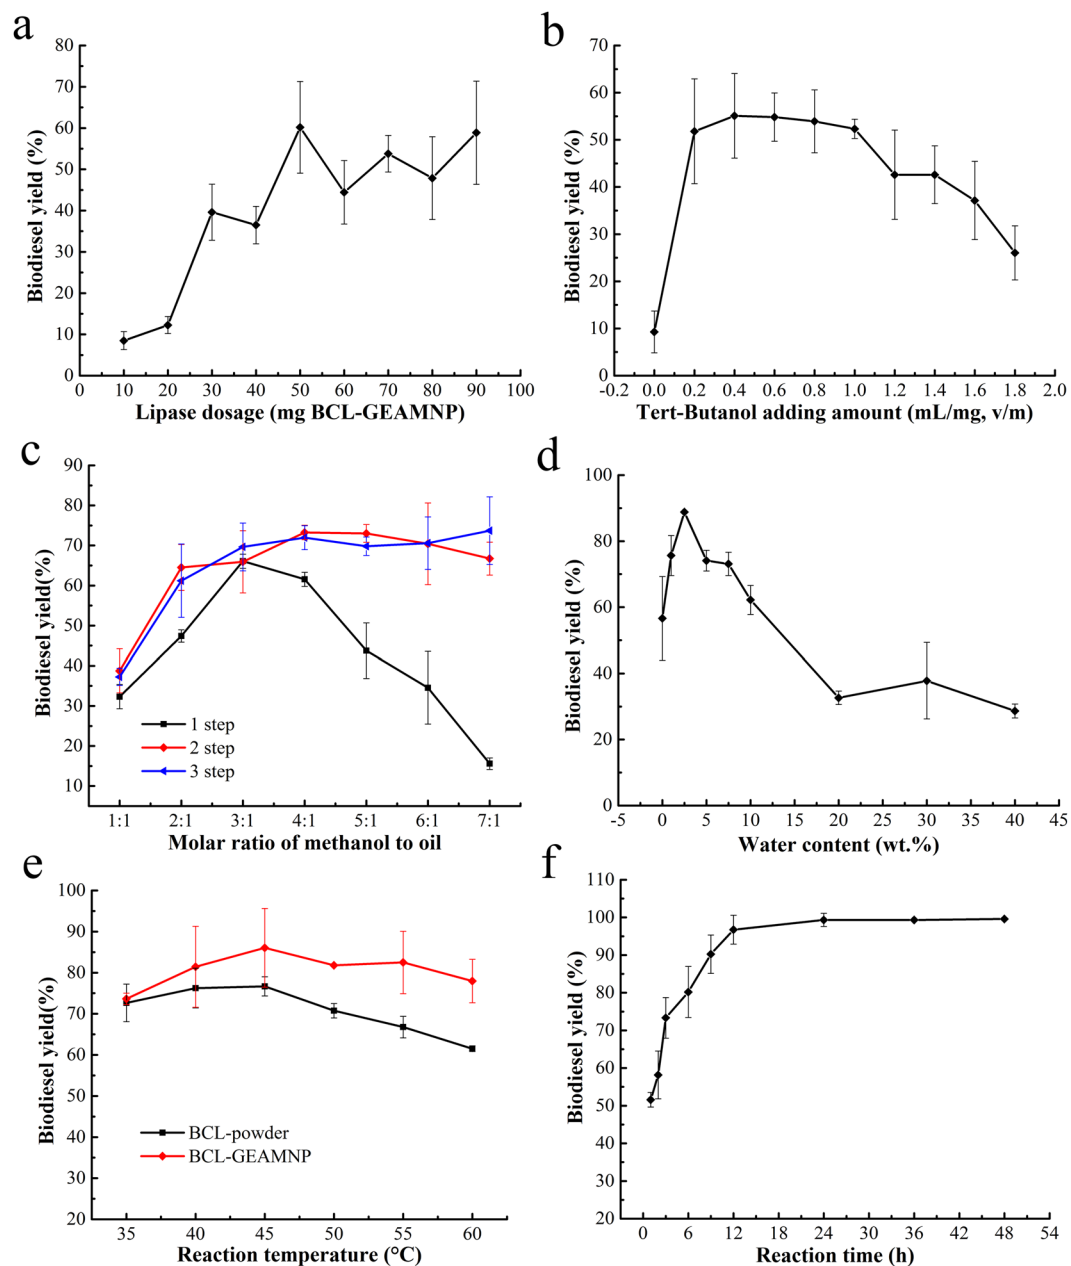 a
80
70
60
50
40
30
20
10
0
Biodiesel yield (%)
0 10 20 30 40 50 60 70 80 90 100
Lipase dosage (mg BCL-GEAMNP)
b
70
60
50
40
30
20
10
0
Biodiesel yield (%)
-0.2 0.0 0.2 0.4 0.6 0.8 1.0 1.2 1.4 1.6 1.8 2.0
Tert-Butanol adding amount (mL/mg, v/m)
c
90
80
70
60
50
40
30
20
10
Biodiesel yield(%)
1 step
2 step
3 step
1:1 2:1 3:1 4:1 5:1 6:1 7:1
Molar ratio of methanol to oil
d
100
80
60
40
20
0
Biodiesel yield (%)
-5 0 5 10 15 20 25 30 35 40 45
Water content (wt.%)
e
100
90
80
70
60
50
40
30
20
Biodiesel yield(%)
BCL-powder
BCL-GEAMNP
35 40 45 50 55 60
Reaction temperature (°C)
f
110
100
90
80
70
60
50
40
30
20
Biodiesel yield (%)
0 6 12 18 24 30 36 42 48 54
Reaction time (h)